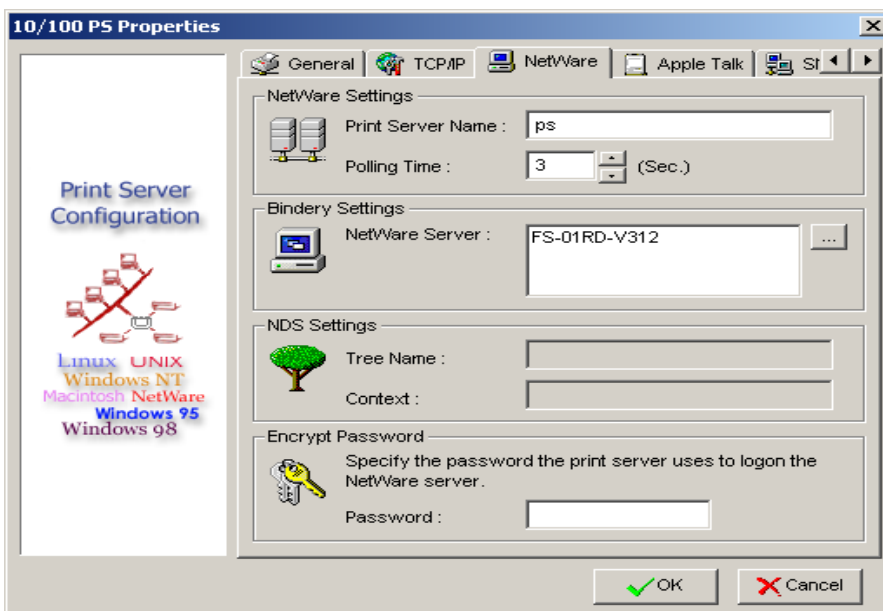 10/100 PS Properties
General
TCP/IP
NetWare
Apple Talk
Print Server
Configuration
Linux UNIX
Windows NT
Macintosh NetWare
Windows 95
Windows 98
NetWare Settings
Print Server Name :
ps
Polling Time :
3
(Sec.)
Bindery Settings
NetWare Server :
FS-01RD-V312
...
NDS Settings
Tree Name :
Context :
Encrypt Password
Specify the password the print server uses to logon the
NetWare server.
Password :
OK
Cancel